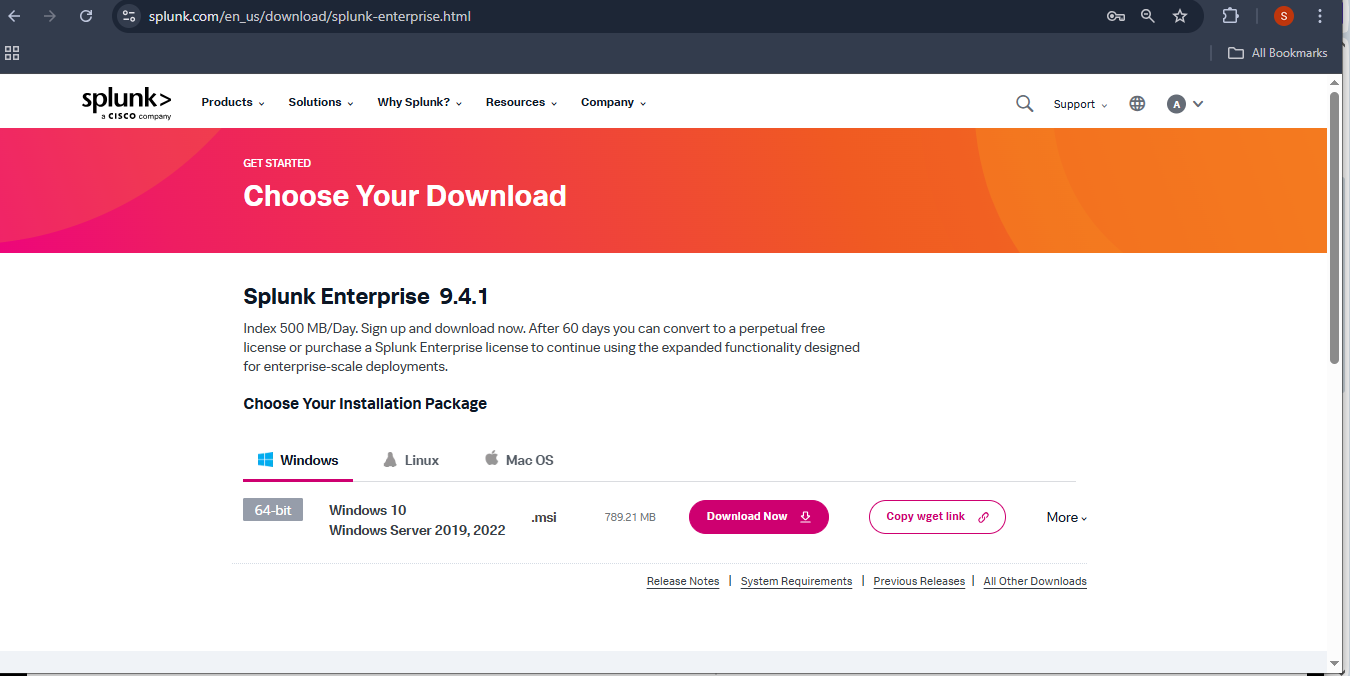 splunk.com/en_us/download/splunk-enterprise.html
S
All Bookmarks
splunk>
a CISCO company
Products
Solutions
Why Splunk?
Resources
Company
Support
A
GET STARTED
Choose Your Download
Splunk Enterprise 9.4.1
Index 500 MB/Day. Sign up and download now. After 60 days you can convert to a perpetual free
license or purchase a Splunk Enterprise license to continue using the expanded functionality designed
for enterprise-scale deployments.
Choose Your Installation Package
Windows
Linux
Mac OS
64-bit
Windows 10
Windows Server 2019, 2022
.msi
789.21 MB
Download Now
Copy wget link
More
Release Notes | System Requirements | Previous Releases | All Other Downloads